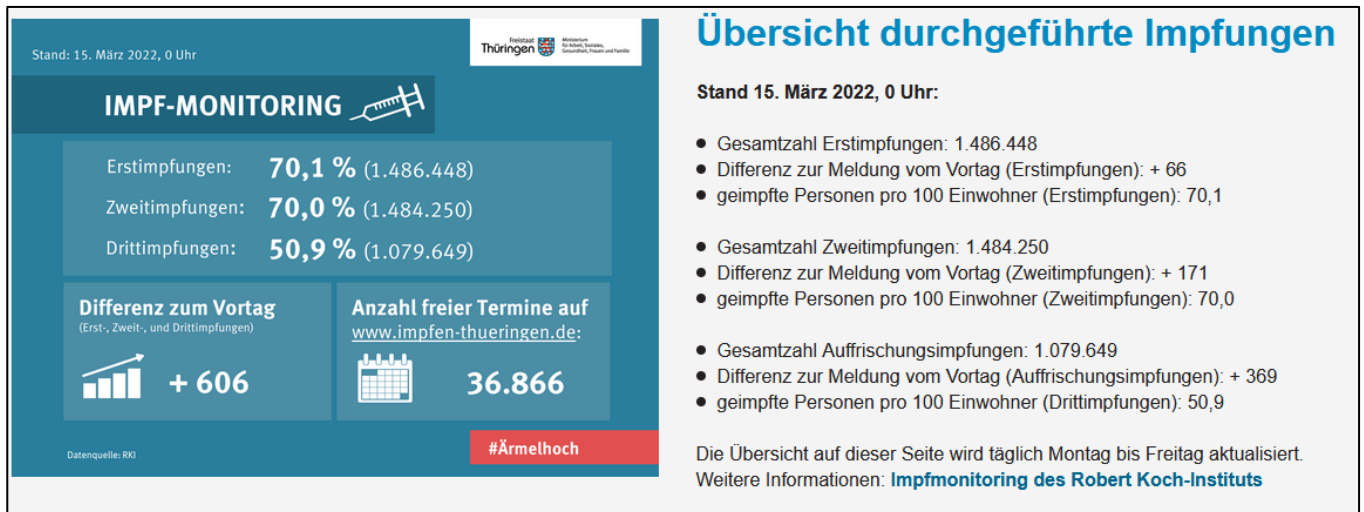 Stand: 15. März 2022, 0 Uhr
Freistaat
Thüringen
Ministerium
für Arbeit, Soziales,
Gesundheit, Frauen und Familie
IMPF-MONITORING
Erstimpfungen: 70,1 % (1.486.448)
Zweitimpfungen: 70,0 % (1.484.250)
Drittimpfungen: 50,9 % (1.079.649)
Differenz zum Vortag
(Erst-, Zweit-, und Drittimpfungen)
+ 606
Anzahl freier Termine auf
www.impfen-thueringen.de:
36.866
#Ärmelhoch
Datenquelle: RKI
Übersicht durchgeführte Impfungen
Stand 15. März 2022, 0 Uhr:
● Gesamtzahl Erstimpfungen: 1.486.448
● Differenz zur Meldung vom Vortag (Erstimpfungen): + 66
● geimpfte Personen pro 100 Einwohner (Erstimpfungen): 70,1
● Gesamtzahl Zweitimpfungen: 1.484.250
● Differenz zur Meldung vom Vortag (Zweitimpfungen): + 171
● geimpfte Personen pro 100 Einwohner (Zweitimpfungen): 70,0
● Gesamtzahl Auffrischungsimpfungen: 1.079.649
● Differenz zur Meldung vom Vortag (Auffrischungsimpfungen): + 369
● geimpfte Personen pro 100 Einwohner (Drittimpfungen): 50,9
Die Übersicht auf dieser Seite wird täglich Montag bis Freitag aktualisiert.
Weitere Informationen: Impfmonitoring des Robert Koch-Instituts